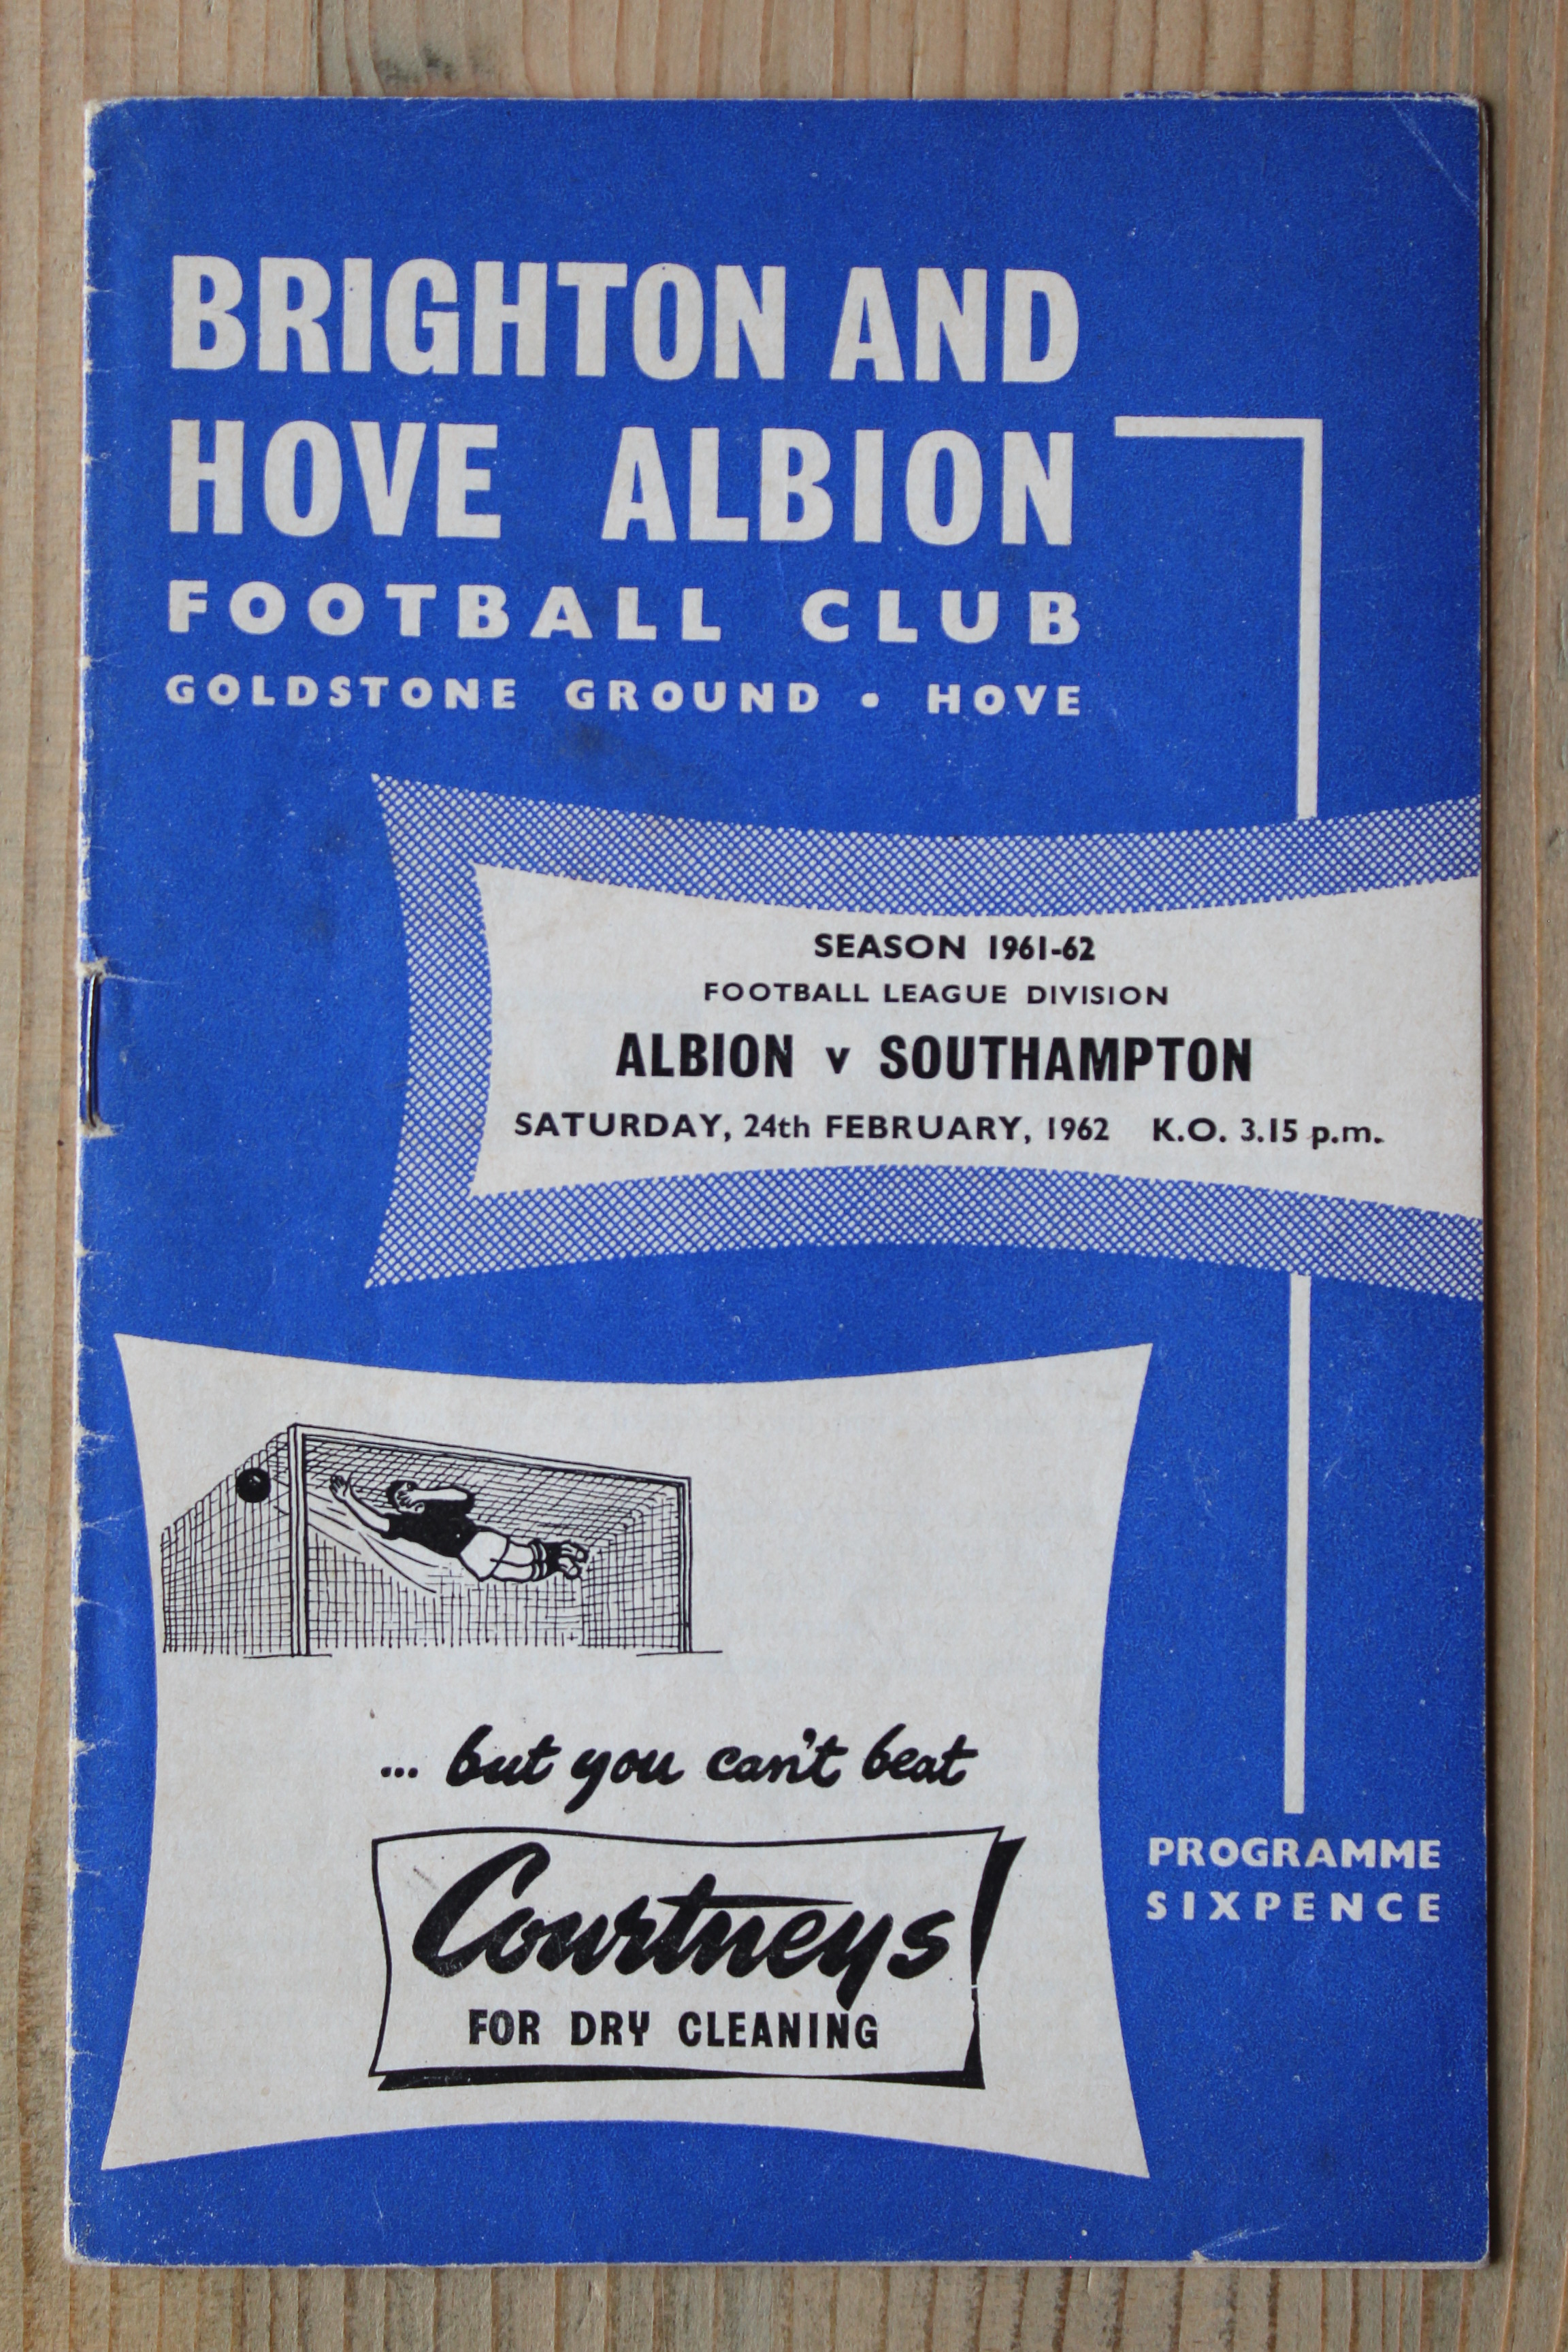 BRIGHTON AND
HOVE ALBION
FOOTBALL CLUB
GOLDSTONE GROUND • HOVE
SEASON 1961-62
FOOTBALL LEAGUE DIVISION
ALBION v SOUTHAMPTON
SATURDAY, 24th FEBRUARY, 1962 K.O. 3.15 p.m.
... but you can't beat
Courtneys
FOR DRY CLEANING
PROGRAMME
SIXPENCE